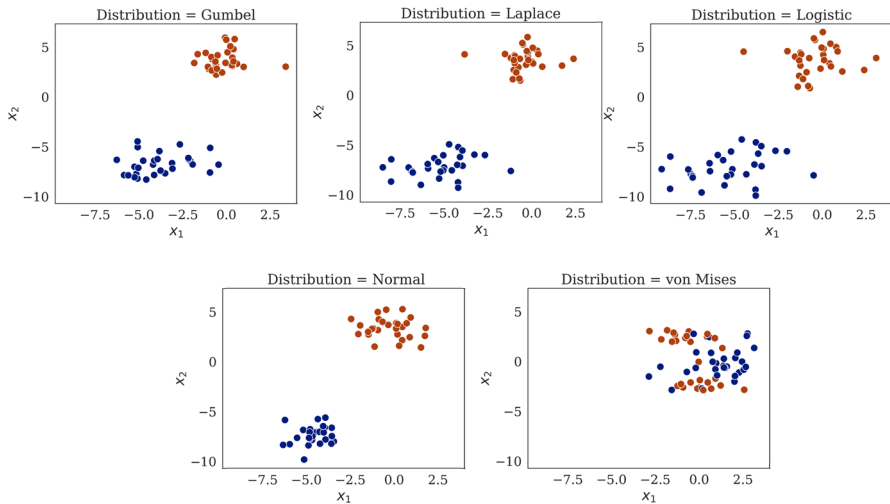 Distribution = Gumbel
Distribution = Laplace
Distribution = Logistic
5
0
−5
−10
x2
−7.5 −5.0 −2.5 0.0 2.5
x1
5
0
−5
−10
x2
−7.5 −5.0 −2.5 0.0 2.5
x1
5
0
−5
−10
x2
−7.5 −5.0 −2.5 0.0 2.5
x1
Distribution = Normal
Distribution = von Mises
5
0
−5
−10
x2
−7.5 −5.0 −2.5 0.0 2.5
x1
5
0
−5
−10
x2
−7.5 −5.0 −2.5 0.0 2.5
x1